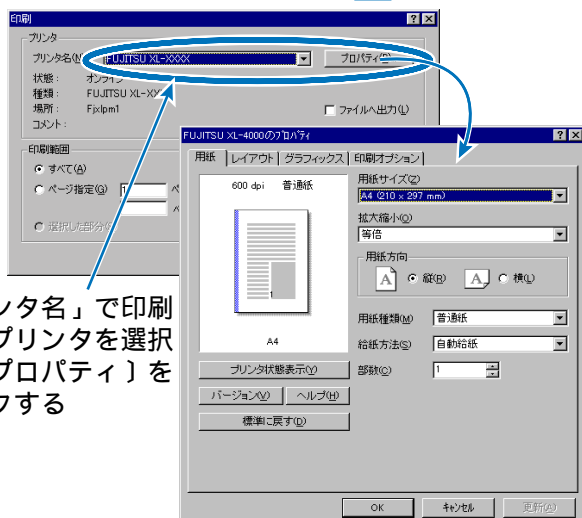 印刷
プリンタ
プリンタ名(N): FUJITSU XL-XXXX プロパティ(P)
状態 : オンライン
種類 : FUJITSU XL-XX
場所 : Fjxlpm1
コメント :
ファイルへ出力(L)
印刷範囲
すべて(A)
ページ指定(G) 1
選択した部分
ンタ名」で印刷
プリンタを選択
プロパティ〕を
クする
FUJITSU XL-4000のプロパティ
用紙 レイアウト グラフィックス 印刷オプション
600 dpi 普通紙
A4
用紙サイズ(Z)
A4 (210 x 297 mm)
拡大縮小(O)
等倍
用紙方向
A 縦(R) A 横(L)
用紙種類(M) 普通紙
給紙方法(S) 自動給紙
部数(C) 1
プリンタ状態表示(Y)
バージョン(V) ヘルプ(H)
標準に戻す(D)
OK キャンセル 更新(A)